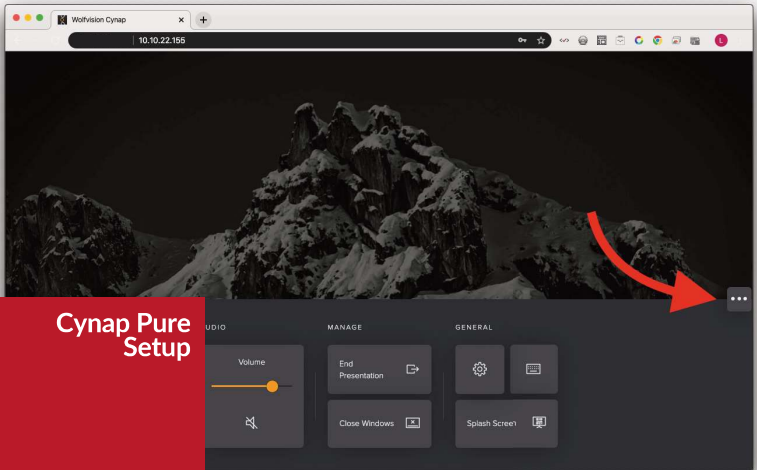 Wolfvision Cynap
10.10.22.155
L
Cynap Pure
Setup
UDIO
MANAGE
GENERAL
Volume
End
Presentation
Close Windows
Splash Screen